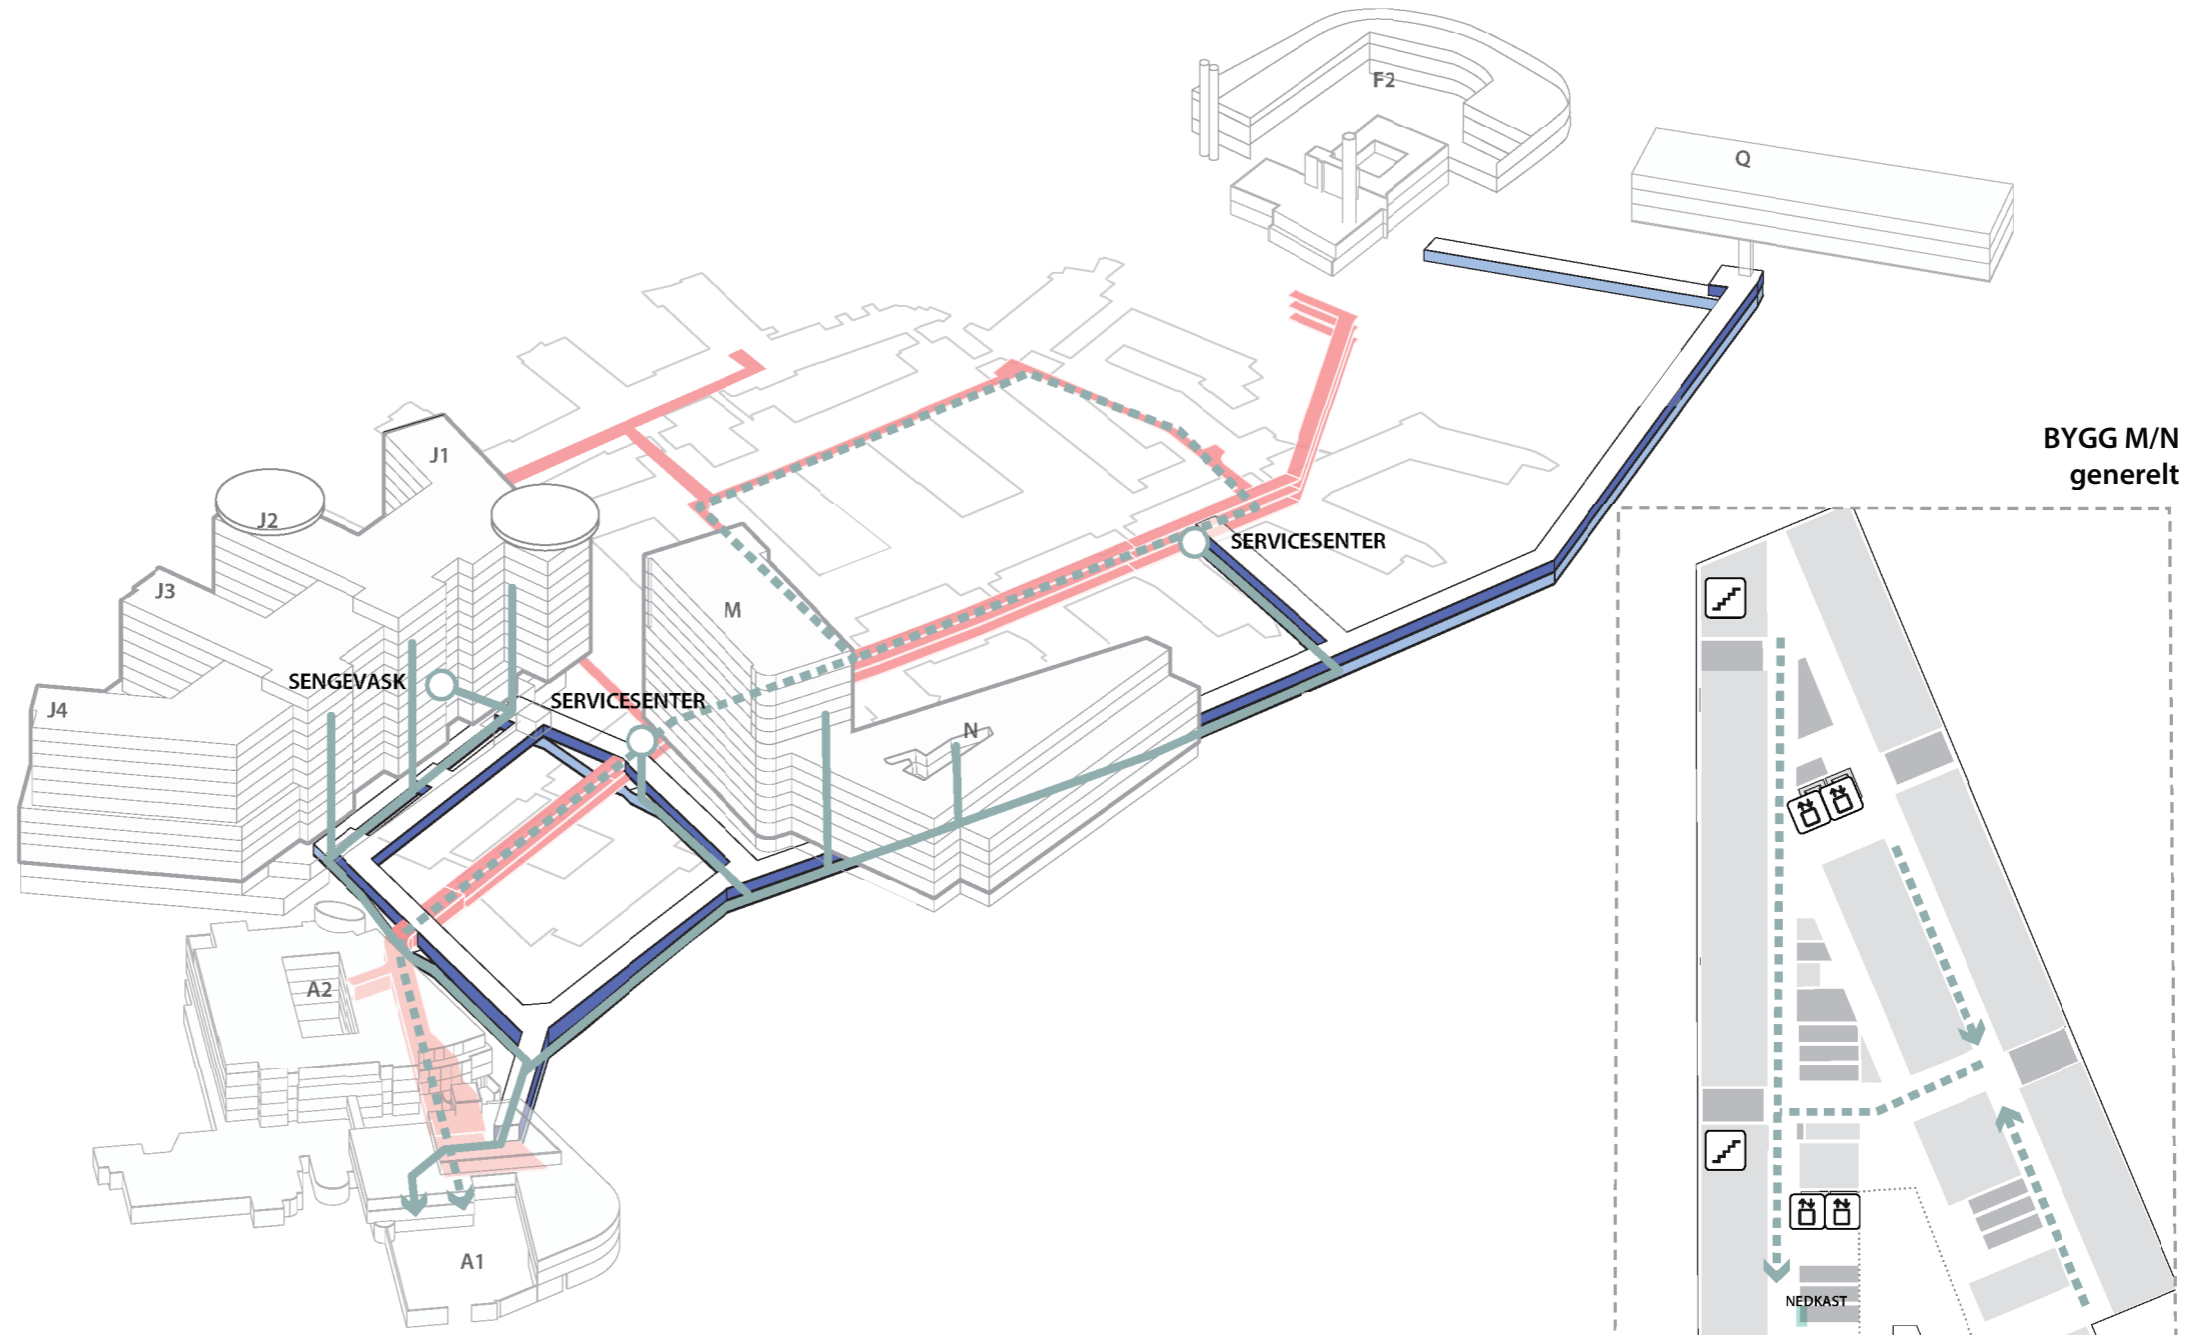 F2
Q
BYGG M/N
generelt
J1
J2
SERVICESENTER
J3
M
SENGEVASK
SERVICESENTER
J4
N
A2
A1
NEDKAST